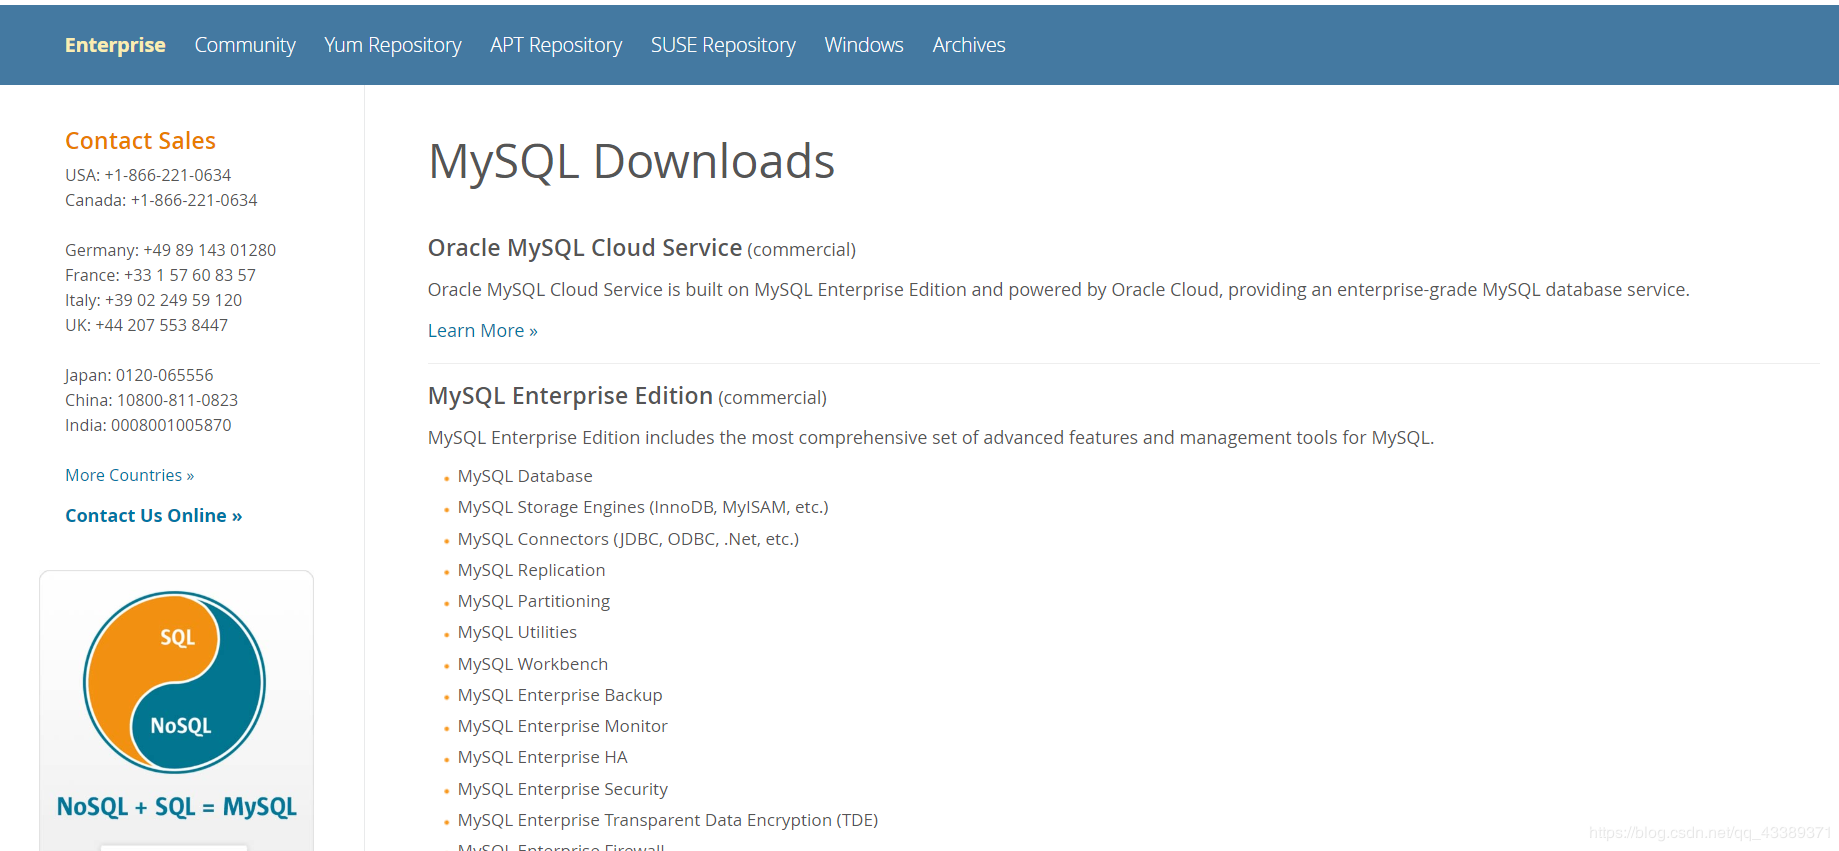 Enterprise Community Yum Repository APT Repository SUSE Repository Windows Archives
Contact Sales
USA: +1-866-221-0634
Canada: +1-866-221-0634
Germany: +49 89 143 01280
France: +33 1 57 60 83 57
Italy: +39 02 249 59 120
UK: +44 207 553 8447
Japan: 0120-065556
China: 10800-811-0823
India: 0008001005870
More Countries »
Contact Us Online »
SQL
NoSQL
NoSQL + SQL = MySQL
MySQL Downloads
Oracle MySQL Cloud Service (commercial)
Oracle MySQL Cloud Service is built on MySQL Enterprise Edition and powered by Oracle Cloud, providing an enterprise-grade MySQL database service.
Learn More »
MySQL Enterprise Edition (commercial)
MySQL Enterprise Edition includes the most comprehensive set of advanced features and management tools for MySQL.
MySQL Database
MySQL Storage Engines (InnoDB, MyISAM, etc.)
MySQL Connectors (JDBC, ODBC, .Net, etc.)
MySQL Replication
MySQL Partitioning
MySQL Utilities
MySQL Workbench
MySQL Enterprise Backup
MySQL Enterprise Monitor
MySQL Enterprise HA
MySQL Enterprise Security
MySQL Enterprise Transparent Data Encryption (TDE)
MySQL Enterprise Firewall
https://blog.csdn.net/qq_43389371